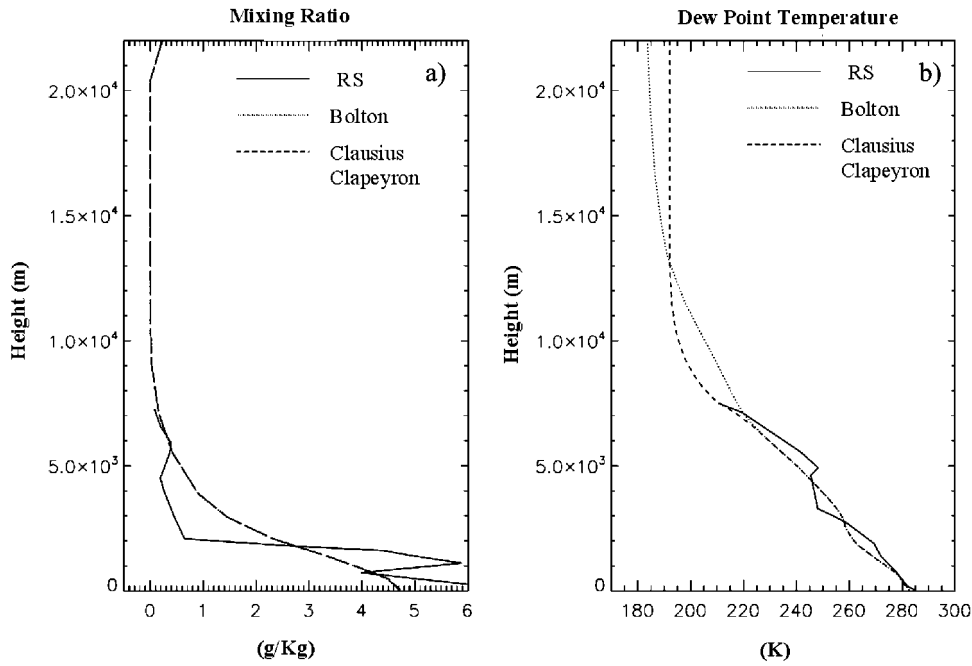 Mixing Ratio
a)
RS
Bolton
Clausius
Clapeyron
2.0×10⁴
1.5×10⁴
1.0×10⁴
5.0×10³
0
Height (m)
0 1 2 3 4 5 6
(g/Kg)
Dew Point Temperature
b)
RS
Bolton
Clausius
Clapeyron
2.0×10⁴
1.5×10⁴
1.0×10⁴
5.0×10³
0
Height (m)
180 200 220 240 260 280 300
(K)